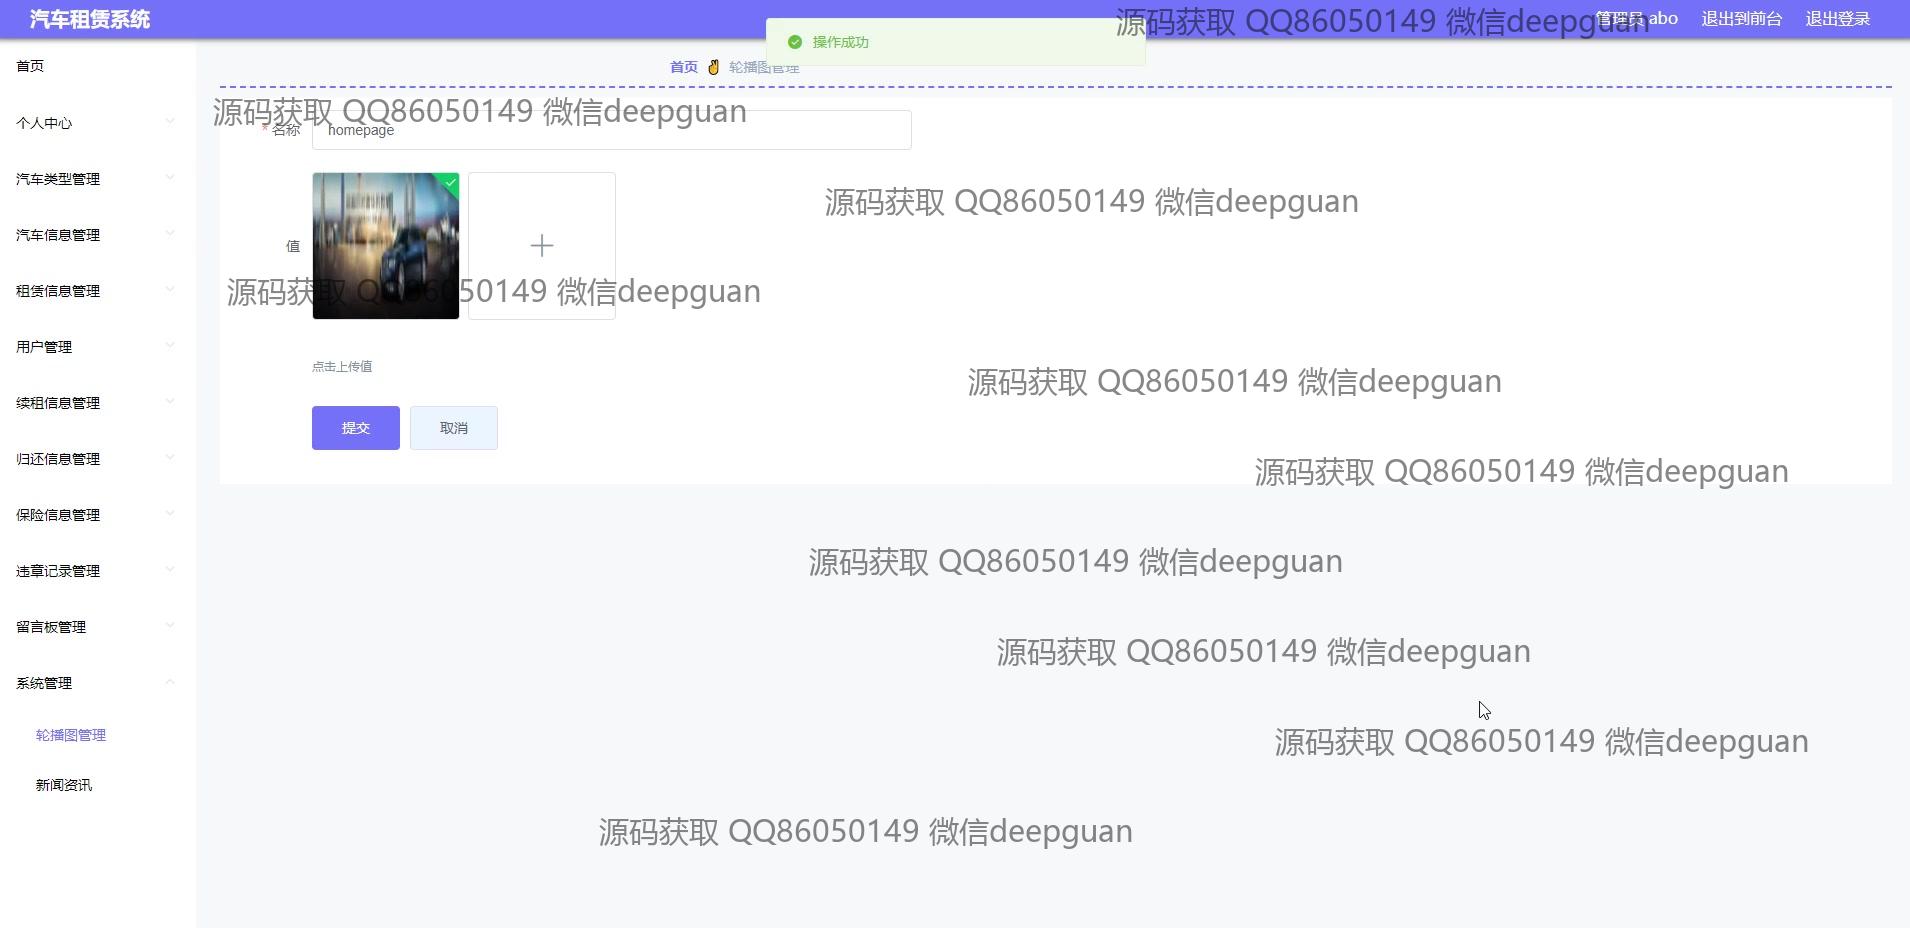 汽车租赁系统
管理员 abo
退出到前台
退出登录
源码获取 QQ86050149 微信deepguan
操作成功
首页
轮播图管理
首页
个人中心
汽车类型管理
汽车信息管理
租赁信息管理
用户管理
续租信息管理
归还信息管理
保险信息管理
违章记录管理
留言板管理
系统管理
轮播图管理
新闻资讯
源码获取 QQ86050149 微信deepguan
* 名称
homepage
源码获取 QQ86050149 微信deepguan
值
源码获取 QQ86050149 微信deepguan
点击上传值
源码获取 QQ86050149 微信deepguan
提交
取消
源码获取 QQ86050149 微信deepguan
源码获取 QQ86050149 微信deepguan
源码获取 QQ86050149 微信deepguan
源码获取 QQ86050149 微信deepguan
源码获取 QQ86050149 微信deepguan